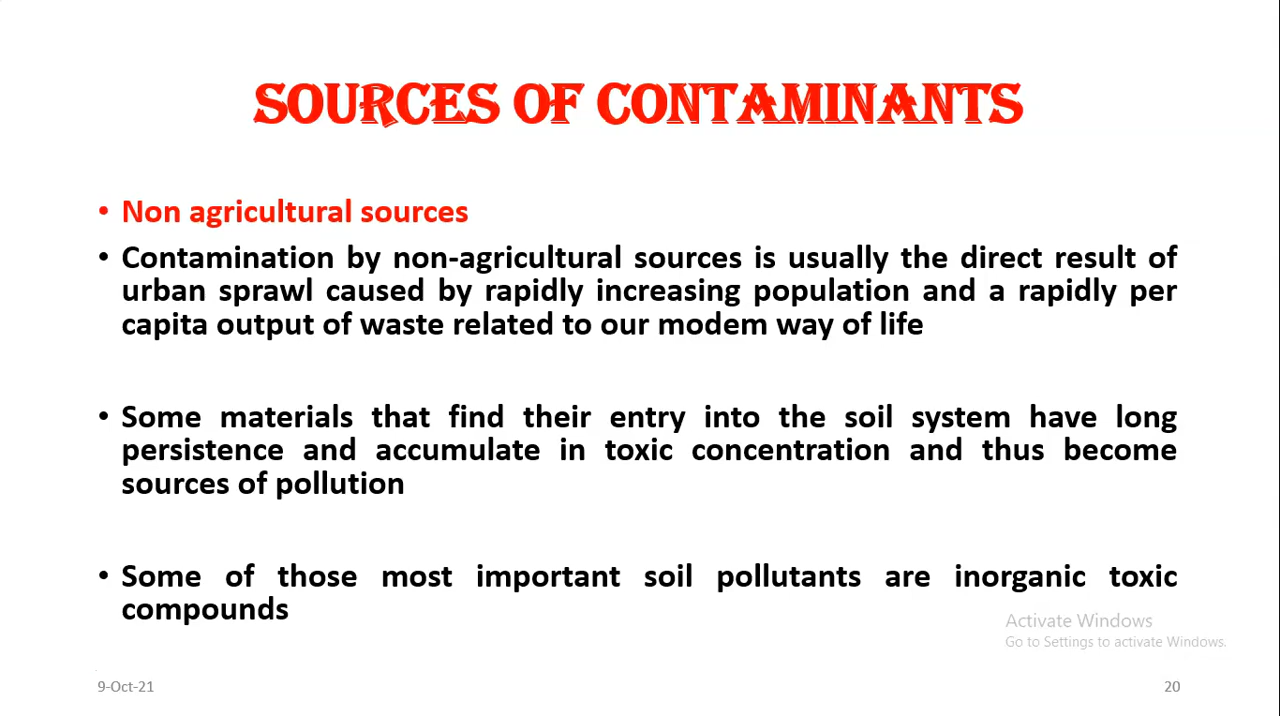 SOURCES OF CONTAMINANTS
• Non agricultural sources
• Contamination by non-agricultural sources is usually the direct result of
urban sprawl caused by rapidly increasing population and a rapidly per
capita output of waste related to our modem way of life
• Some materials that find their entry into the soil system have long
persistence and accumulate in toxic concentration and thus become
sources of pollution
• Some of those most important soil pollutants are inorganic toxic
compounds
Activate Windows
Go to Settings to activate Windows.
9-Oct-21
20